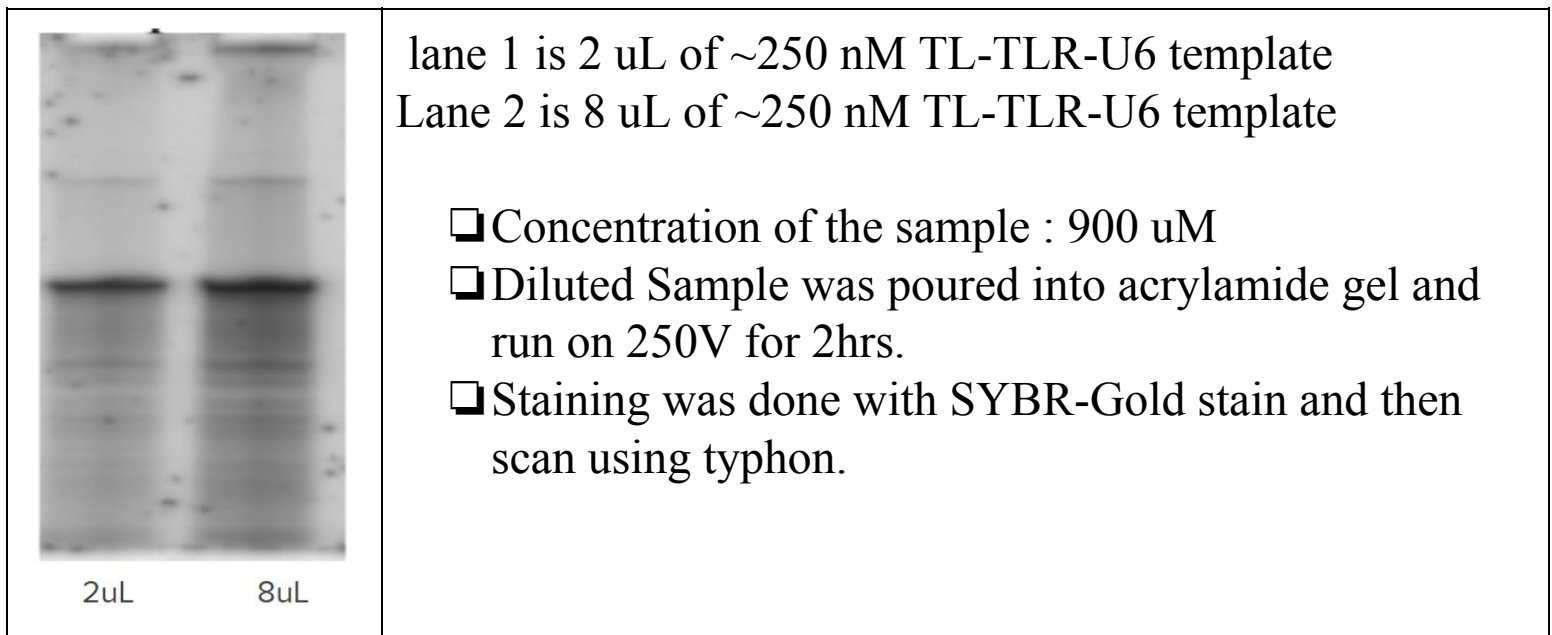 lane 1 is 2 uL of ~250 nM TL-TLR-U6 template
Lane 2 is 8 uL of ~250 nM TL-TLR-U6 template
❏Concentration of the sample : 900 uM
❏Diluted Sample was poured into acrylamide gel and
run on 250V for 2hrs.
❏Staining was done with SYBR-Gold stain and then
scan using typhon.
2uL 8uL